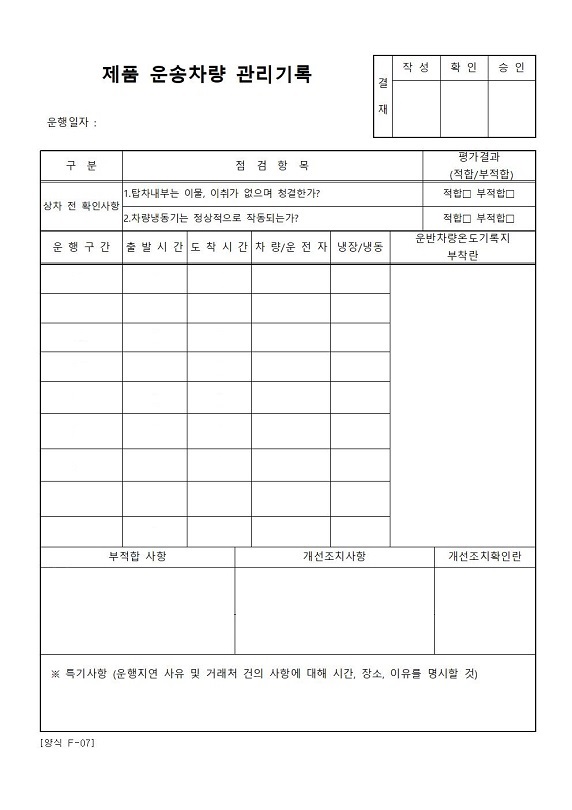 제품 운송차량 관리기록
결
재
작 성 확 인 승 인
운행일자 :
구 분 점 검 항 목 평가결과
(적합/부적합)
상차 전 확인사항
1.탑차내부는 이물, 이취가 없으며 청결한가? 적합□ 부적합□
2.차량냉동기는 정상적으로 작동되는가? 적합□ 부적합□
운 행 구 간 출 발 시 간 도 착 시 간 차 량/운 전 자 냉장/냉동 운반차량온도기록지
부착란
부적합 사항 개선조치사항 개선조치확인란
※ 특기사항 (운행지연 사유 및 거래처 건의 사항에 대해 시간, 장소, 이유를 명시할 것)
[양식 F-07]